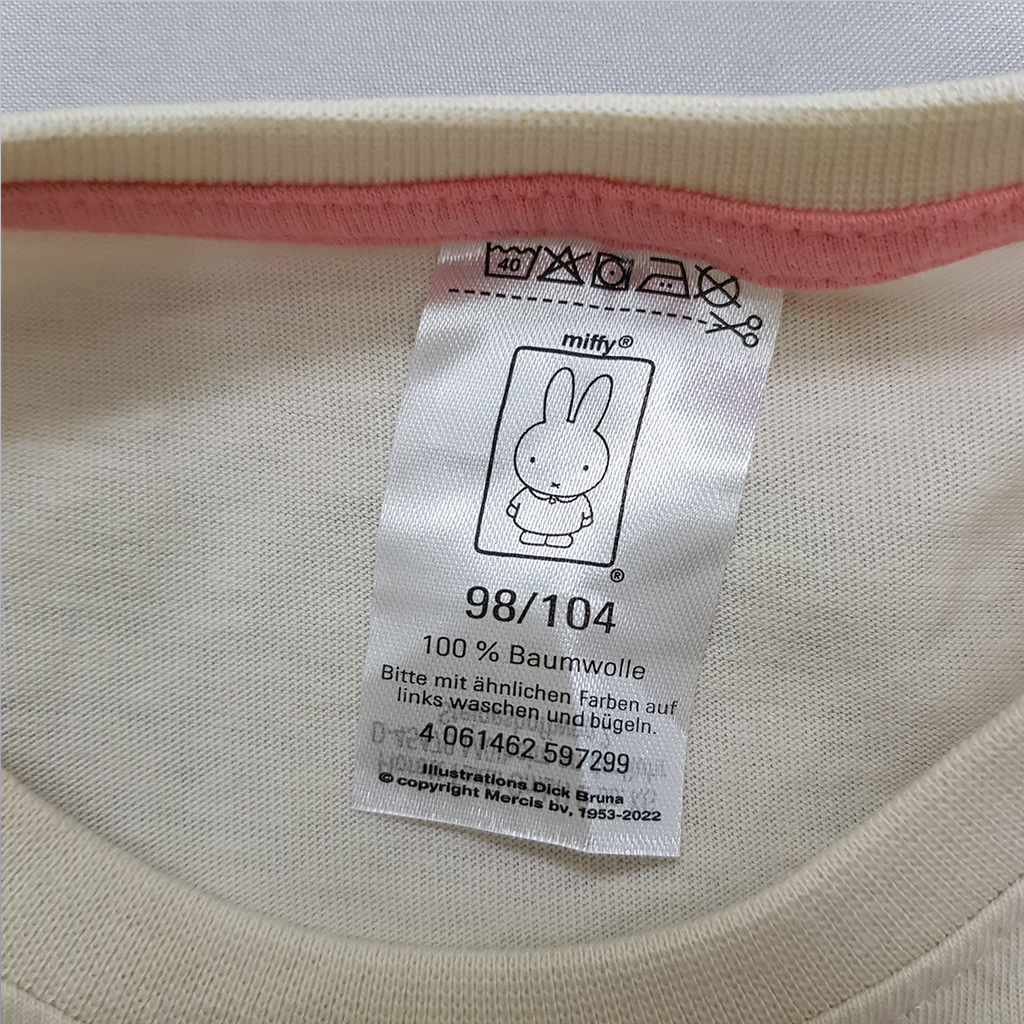 40
miffy®
®
98/104
100 % Baumwolle
Bitte mit ähnlichen Farben auf
links waschen und bügeln.
4 061462 597299
Illustrations Dick Bruna
© copyright Mercis bv, 1953-2022